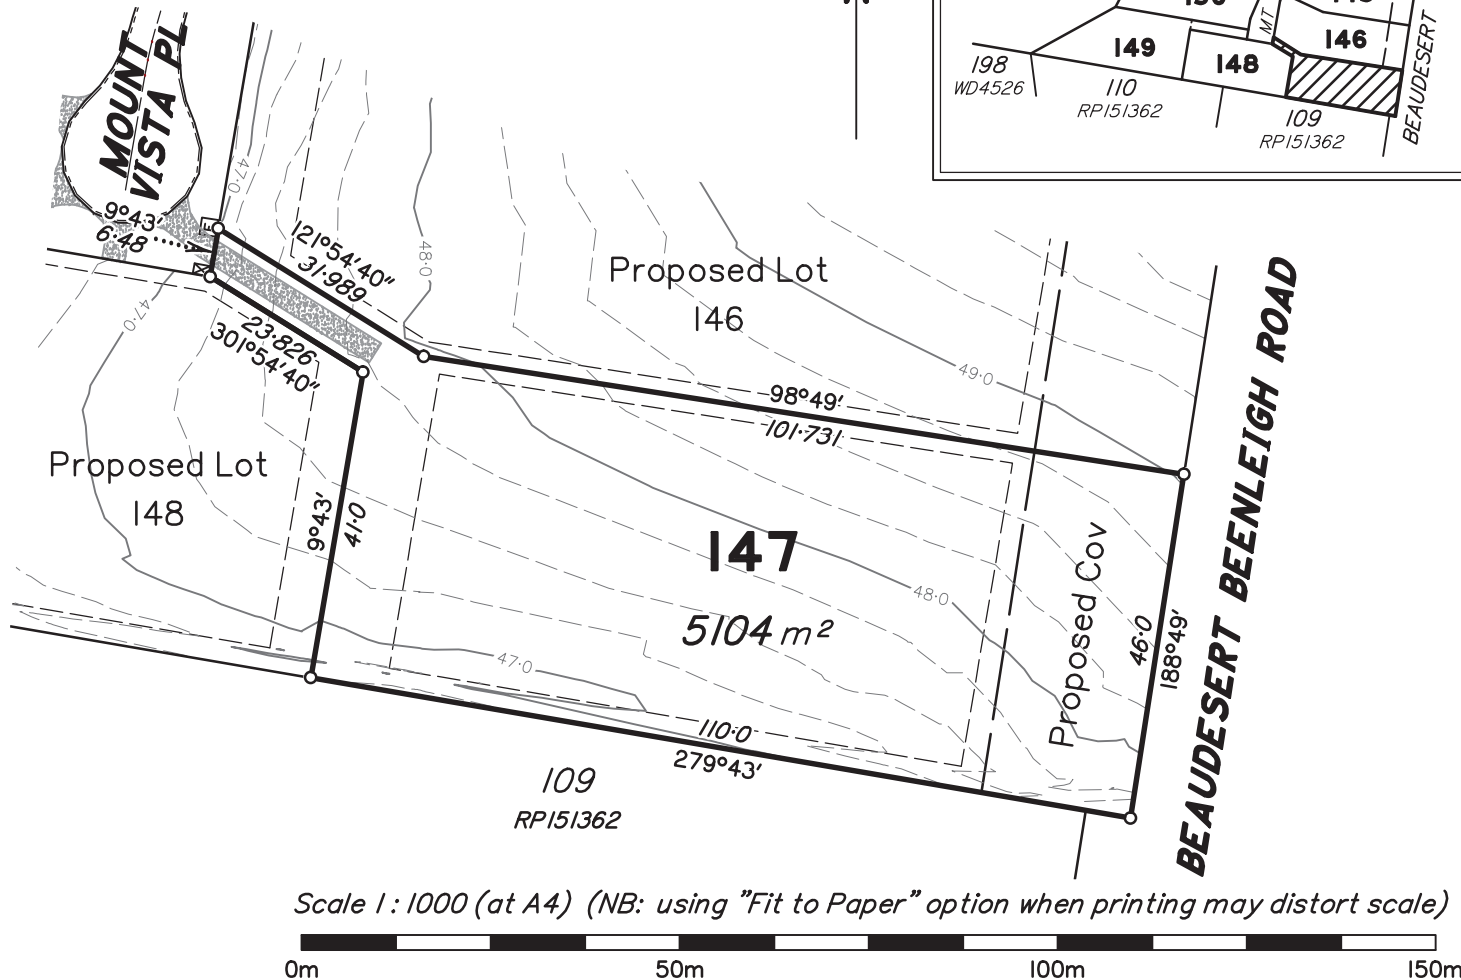 MOUNT
VISTA PL
149
148
146
MT
198
WD4526
110
RP151362
109
RP151362
BEAUDESERT
47·0
9°43'
6·48
E
A
121°54'40"
31·989
48·0
Proposed Lot
146
47·0
23·826
301°54'40"
49·0
98°49'
101·731
Proposed Lot
148
9°43'
41·0
147
5104 m²
48·0
Proposed Cov
46·0
188°49'
BEAUDESERT BEENLEIGH ROAD
47·0
110·0
279°43'
109
RP151362
Scale 1 : 1000 (at A4) (NB: using "Fit to Paper" option when printing may distort scale)
0m 50m 100m 150m